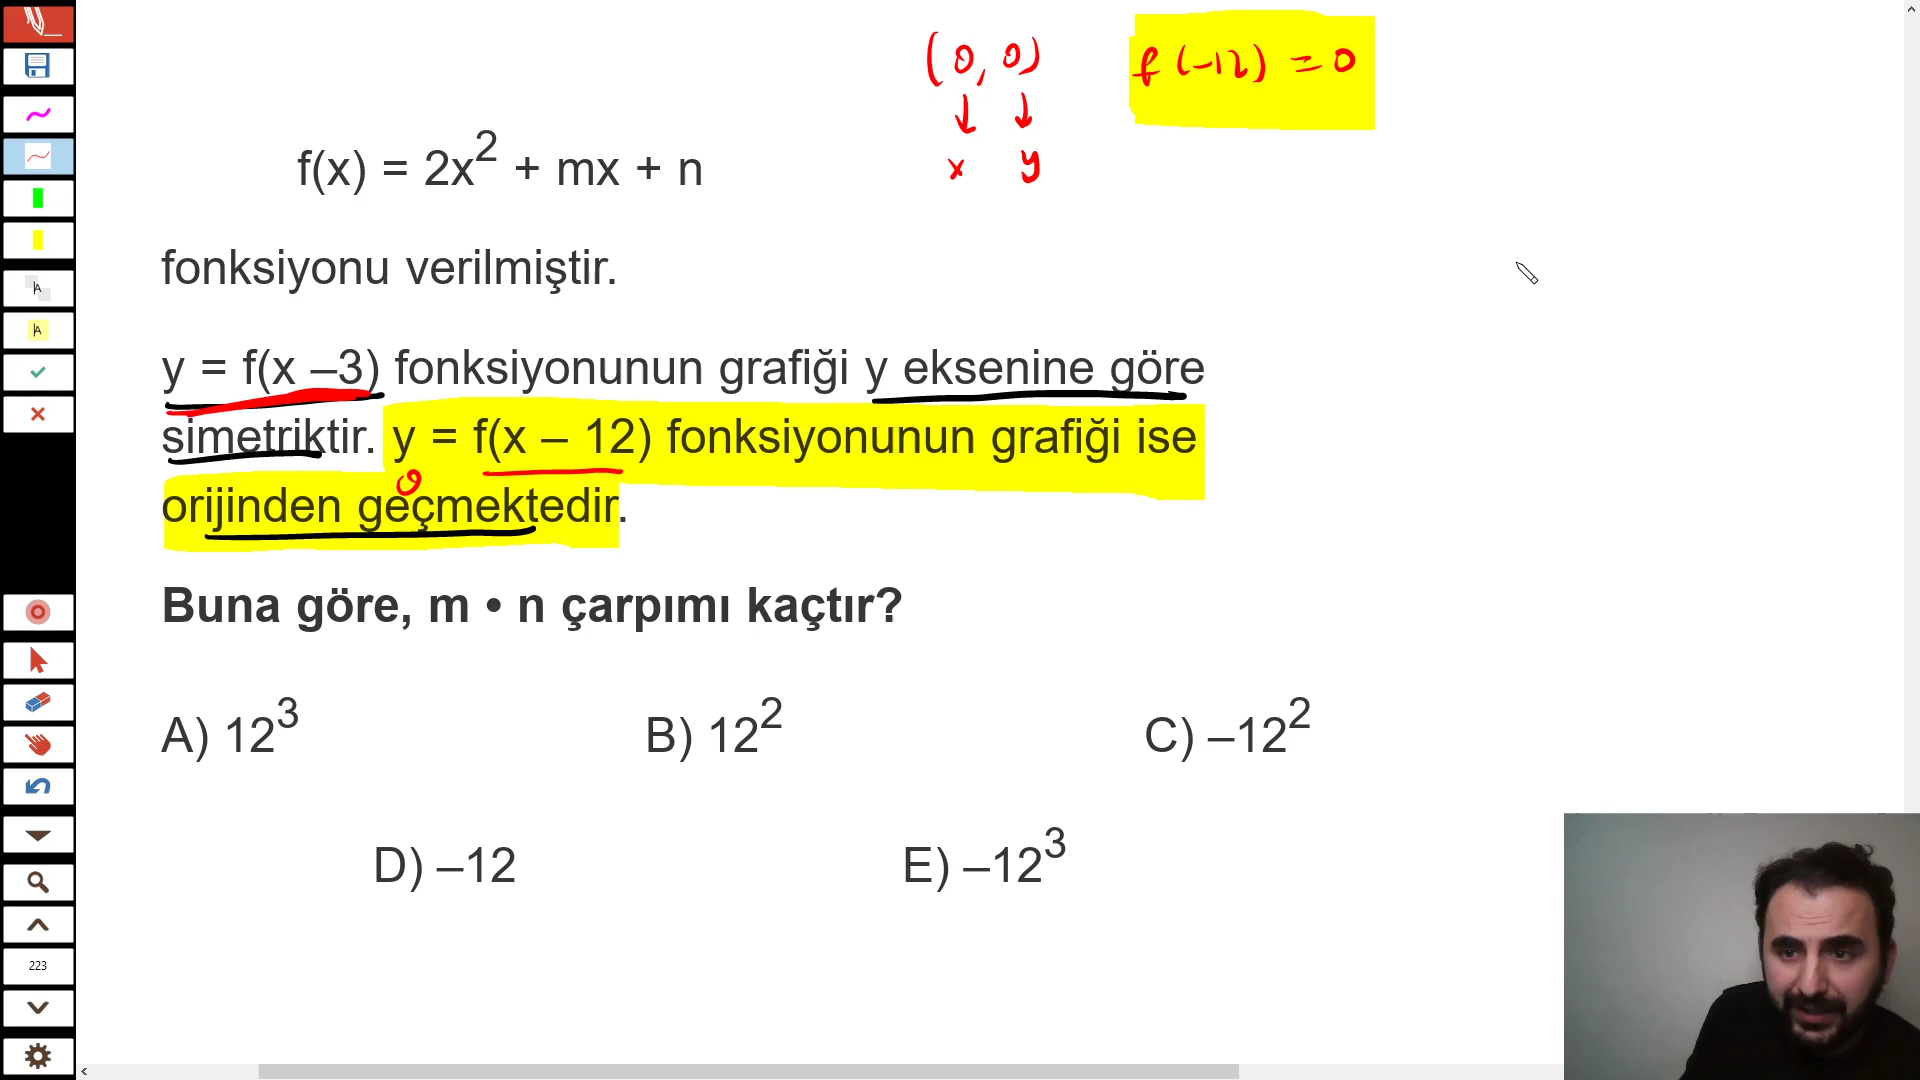 (0, 0)
f(-12) = 0
x y
f(x) = 2x² + mx + n
fonksiyonu verilmiştir.
y = f(x –3) fonksiyonunun grafiği y eksenine göre
simetriktir. y = f(x – 12) fonksiyonunun grafiği ise
0
orijinden geçmektedir.
Buna göre, m • n çarpımı kaçtır?
A) 12³ B) 12² C) –12²
D) –12 E) –12³
223